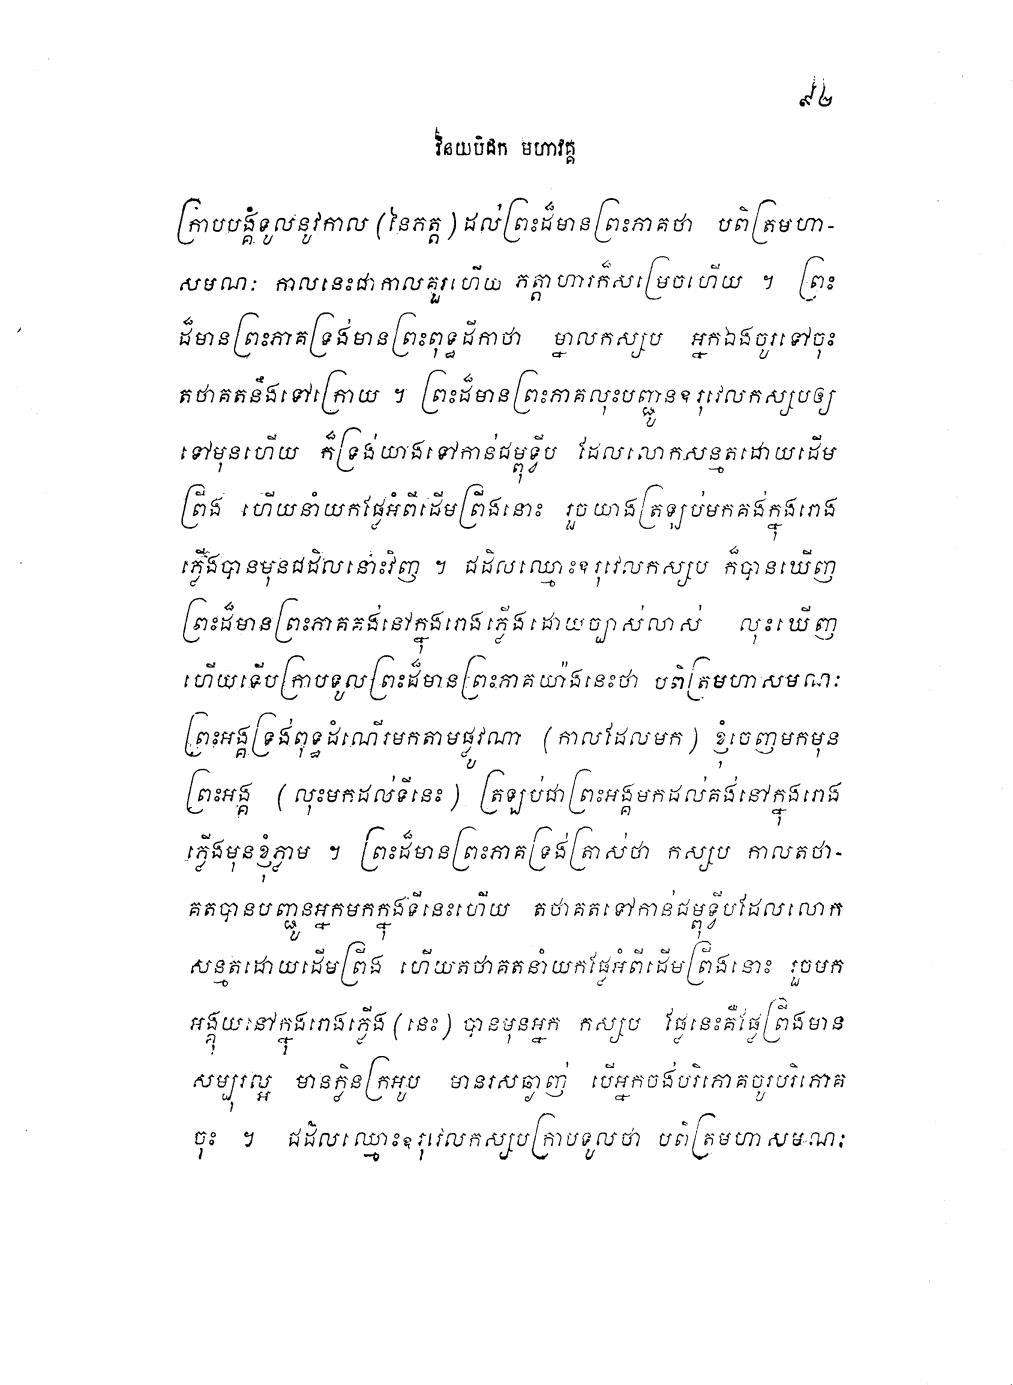 ៩២
វិនយបិដក មហាវគ្គ
ក្រាបបង្គំទូលនូវកាល (នៃភត្ត) ដល់ព្រះដ៏មានព្រះភាគថា បពិត្រមហា-
សមណៈ កាលនេះជាកាលគួរហើយ ភត្តាហារក៏សម្រេចហើយ ។ ព្រះ
ដ៏មានព្រះភាគទ្រង់មានព្រះពុទ្ធដីកាថា ម្នាលកស្សប អ្នកឯងចូរទៅចុះ
តថាគតនឹងទៅក្រោយ ។ ព្រះដ៏មានព្រះភាគលុះបញ្ជូនឧរុវេលកស្សបឲ្យ
ទៅមុនហើយ ក៏ទ្រង់យាងទៅកាន់ជម្ពុទ្វីប ដែលលោកសន្មតដោយដើម
ព្រីង ហើយនាំយកផ្លែអំពីដើមព្រីងនោះ រួចយាងត្រឡប់មកគង់ក្នុងរោង
ភ្លើងបានមុនជដិលនោះវិញ ។ ជដិលឈ្មោះឧរុវេលកស្សប ក៏បានឃើញ
ព្រះដ៏មានព្រះភាគគង់នៅក្នុងរោងភ្លើងដោយច្បាស់លាស់ លុះឃើញ
ហើយទើបក្រាបទូលព្រះដ៏មានព្រះភាគយ៉ាងនេះថា បពិត្រមហាសមណៈ
ព្រះអង្គទ្រង់ពុទ្ធដំណើរមកតាមផ្លូវណា (កាលដែលមក) ខ្ញុំចេញមកមុន
ព្រះអង្គ (លុះមកដល់ទីនេះ) ត្រឡប់ជាព្រះអង្គមកដល់គង់នៅក្នុងរោង
ភ្លើងមុនខ្ញុំភ្លាម ។ ព្រះដ៏មានព្រះភាគទ្រង់ត្រាស់ថា កស្សប កាលតថា-
គតបានបញ្ជូនអ្នកមកក្នុងទីនេះហើយ តថាគតទៅកាន់ជម្ពុទ្វីបដែលលោក
សន្មតដោយដើមព្រីង ហើយតថាគតនាំយកផ្លែអំពីដើមព្រីងនោះ រួចមក
អង្គុយនៅក្នុងរោងភ្លើង (នេះ) បានមុនអ្នក កស្សប ផ្លែនេះគឺផ្លែព្រីងមាន
សម្បុរល្អ មានក្លិនក្រអូប មានរសឆ្ងាញ់ បើអ្នកចង់បរិភោគចូរបរិភោគ
ចុះ ។ ជដិលឈ្មោះឧរុវេលកស្សបក្រាបទូលថា បពិត្រមហាសមណៈ